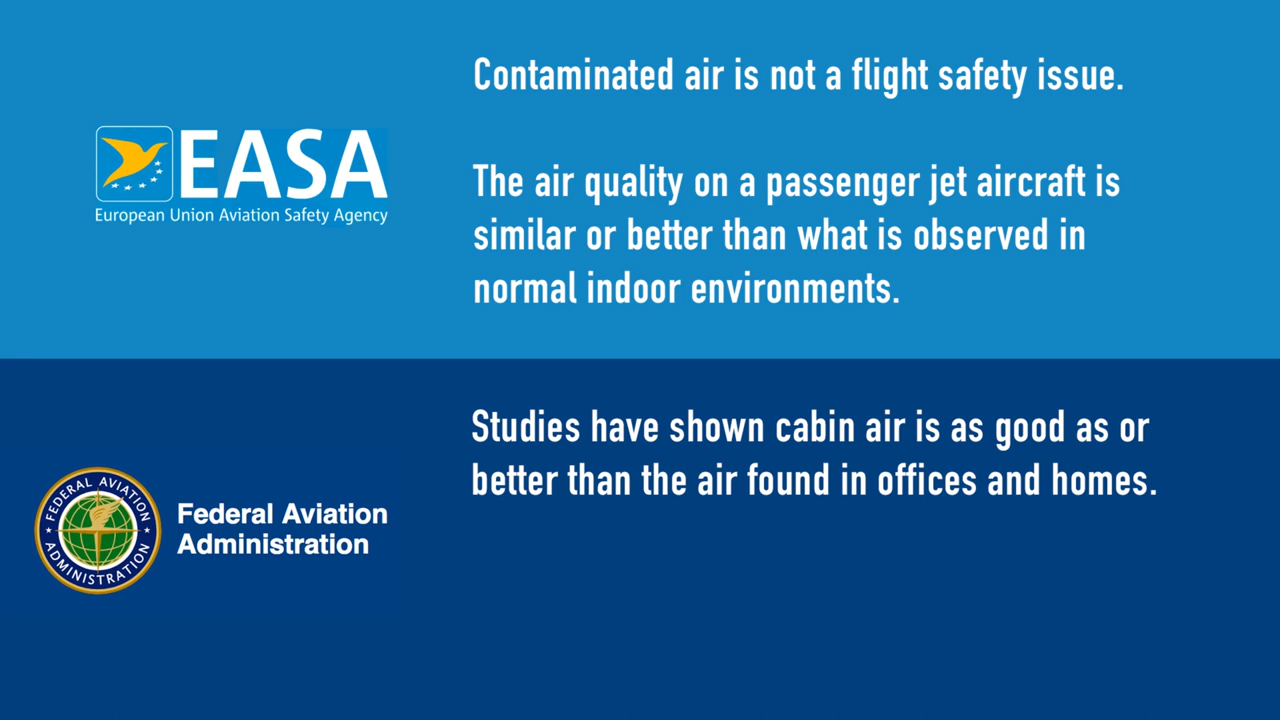 Contaminated air is not a flight safety issue.
EASA
European Union Aviation Safety Agency
The air quality on a passenger jet aircraft is
similar or better than what is observed in
normal indoor environments.
Studies have shown cabin air is as good as or
better than the air found in offices and homes.
FEDERAL AVIATION
ADMINISTRATION
Federal Aviation
Administration